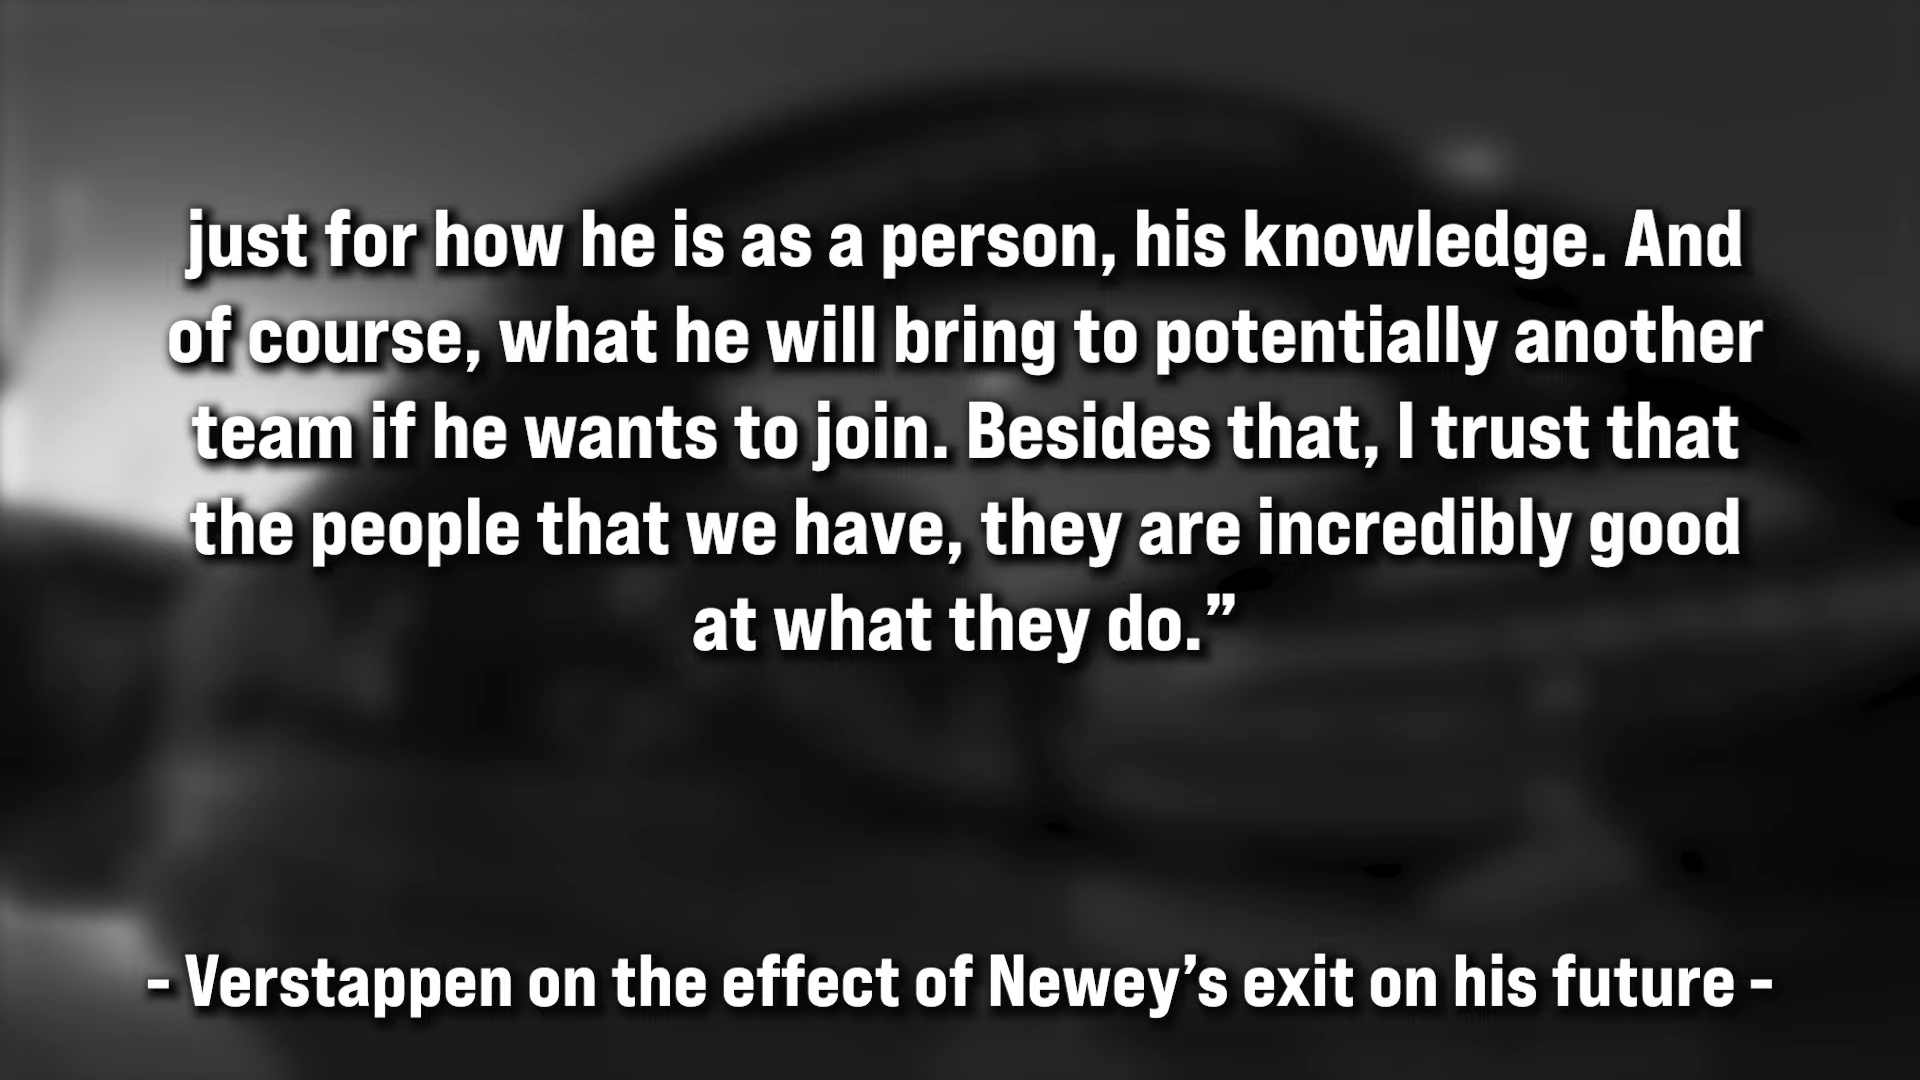 just for how he is as a person, his knowledge. And
of course, what he will bring to potentially another
team if he wants to join. Besides that, I trust that
the people that we have, they are incredibly good
at what they do.”
- Verstappen on the effect of Newey’s exit on his future -